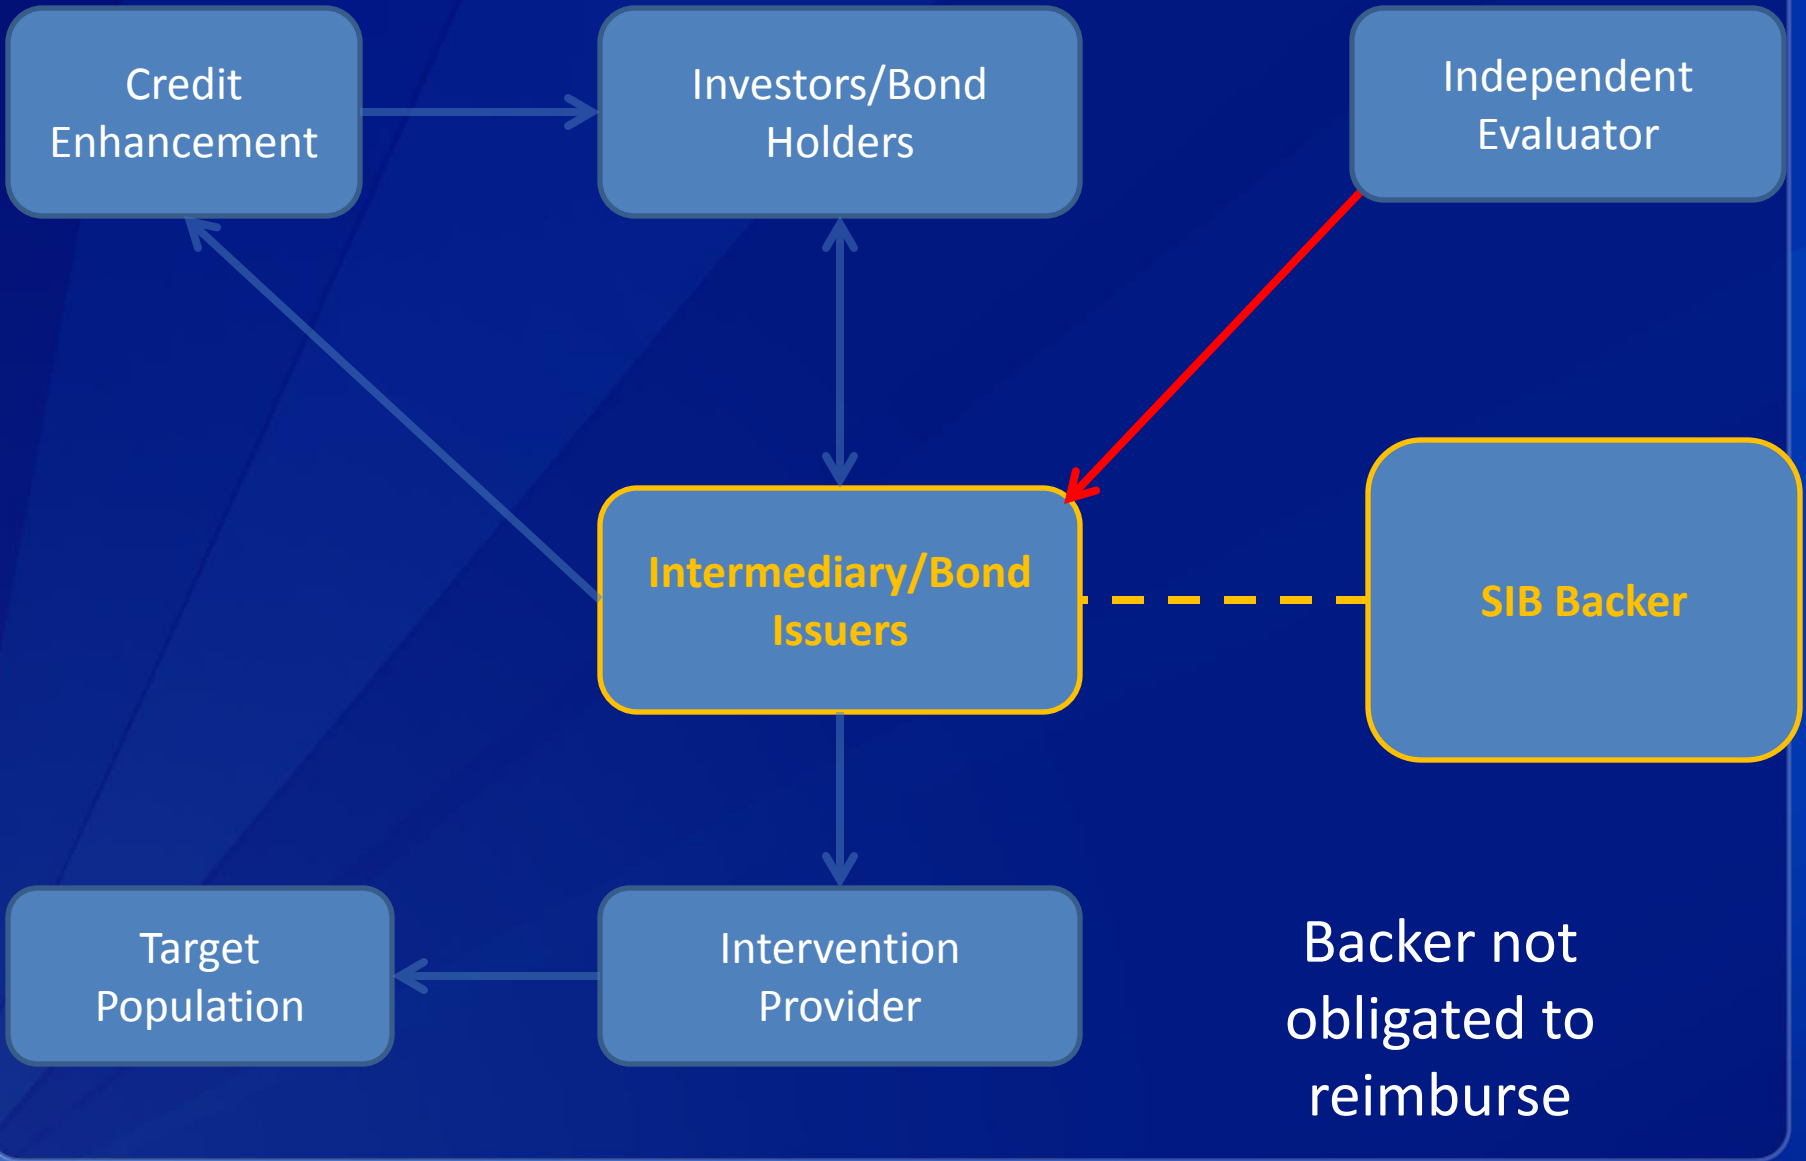 Credit
Enhancement
Investors/Bond
Holders
Independent
Evaluator
Intermediary/Bond
Issuers
SIB Backer
Target
Population
Intervention
Provider
Backer not
obligated to
reimburse